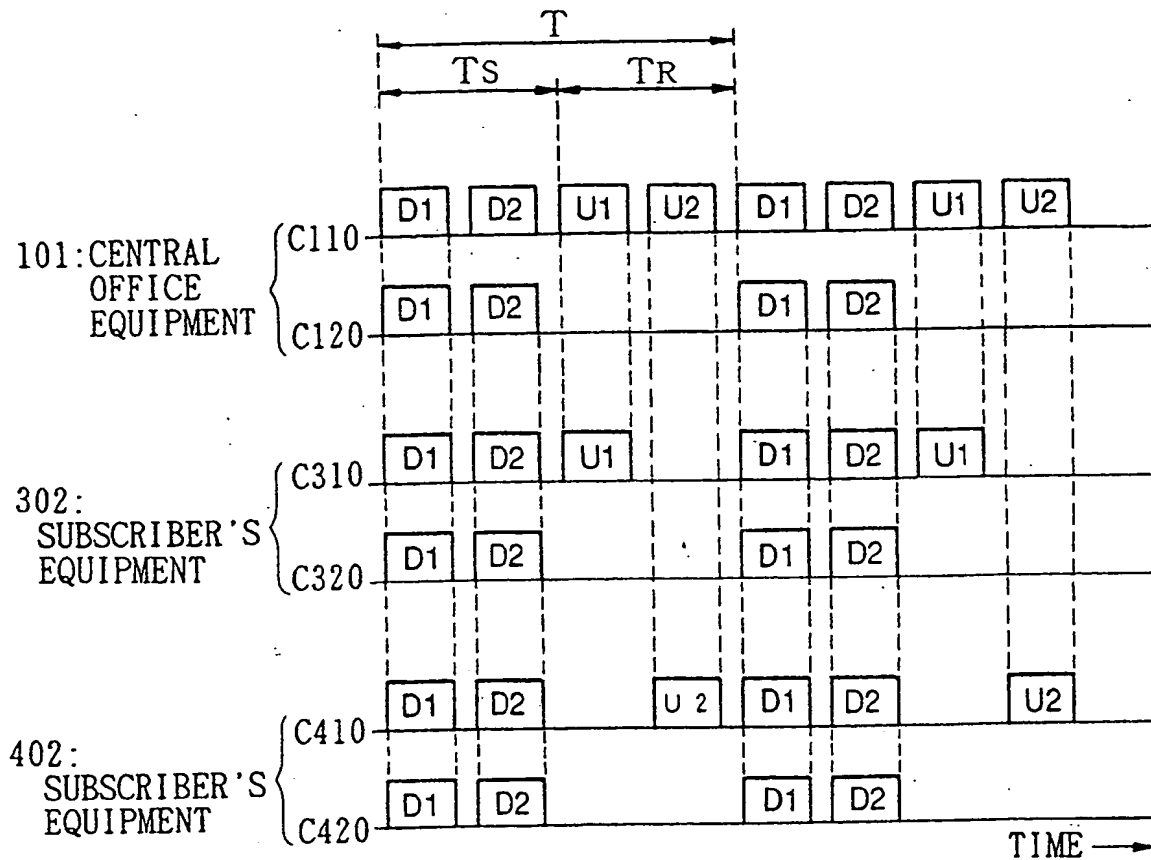 T
TS TR
101:CENTRAL
OFFICE
EQUIPMENT
C110 D1 D2 U1 U2 D1 D2 U1 U2
C120 D1 D2 D1 D2
302:
SUBSCRIBER'S
EQUIPMENT
C310 D1 D2 U1 D1 D2 U1
C320 D1 D2 D1 D2
402:
SUBSCRIBER'S
EQUIPMENT
C410 D1 D2 U 2 D1 D2 U2
C420 D1 D2 D1 D2
TIME